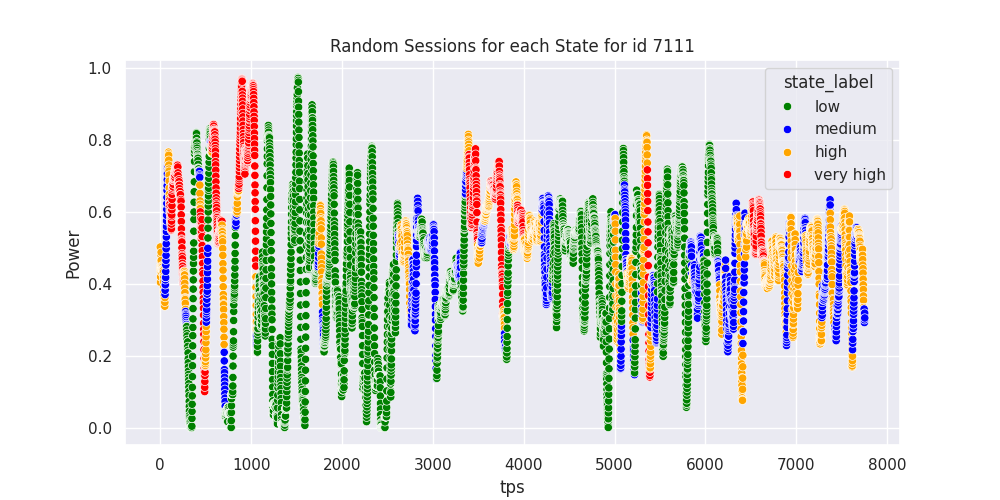 Random Sessions for each State for id 7111
1.0
0.8
0.6
0.4
0.2
0.0
Power
state_label
low
medium
high
very high
0
1000
2000
3000
4000
5000
6000
7000
8000
tps